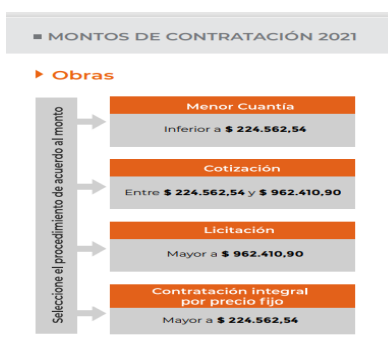 MONTOS DE CONTRATACIÓN 2021
Obras
Seleccione el procedimiento de acuerdo al monto
Menor Cuantía
Inferior a $ 224.562,54
Cotización
Entre $ 224.562,54 y $ 962.410,90
Licitación
Mayor a $ 962.410,90
Contratación integral
por precio fijo
Mayor a $ 224.562,54